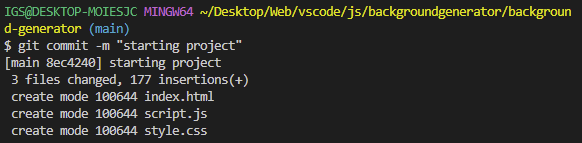 IGS@DESKTOP-MOIESJC MINGW64 ~/Desktop/Web/vscode/js/backgroundgenerator/backgroun
d-generator (main)
$ git commit -m "starting project"
[main 8ec4240] starting project
 3 files changed, 177 insertions(+)
 create mode 100644 index.html
 create mode 100644 script.js
 create mode 100644 style.css